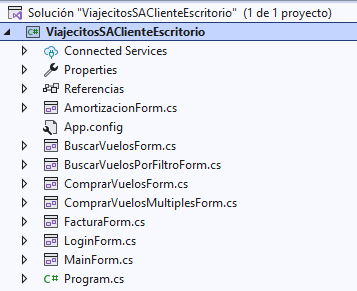 Solución "ViajecitosSAClienteEscritorio" (1 de 1 proyecto)
C# ViajecitosSAClienteEscritorio
Connected Services
Properties
Referencias
AmortizacionForm.cs
App.config
BuscarVuelosForm.cs
BuscarVuelosPorFiltroForm.cs
ComprarVuelosForm.cs
ComprarVuelosMultiplesForm.cs
FacturaForm.cs
LoginForm.cs
MainForm.cs
C# Program.cs